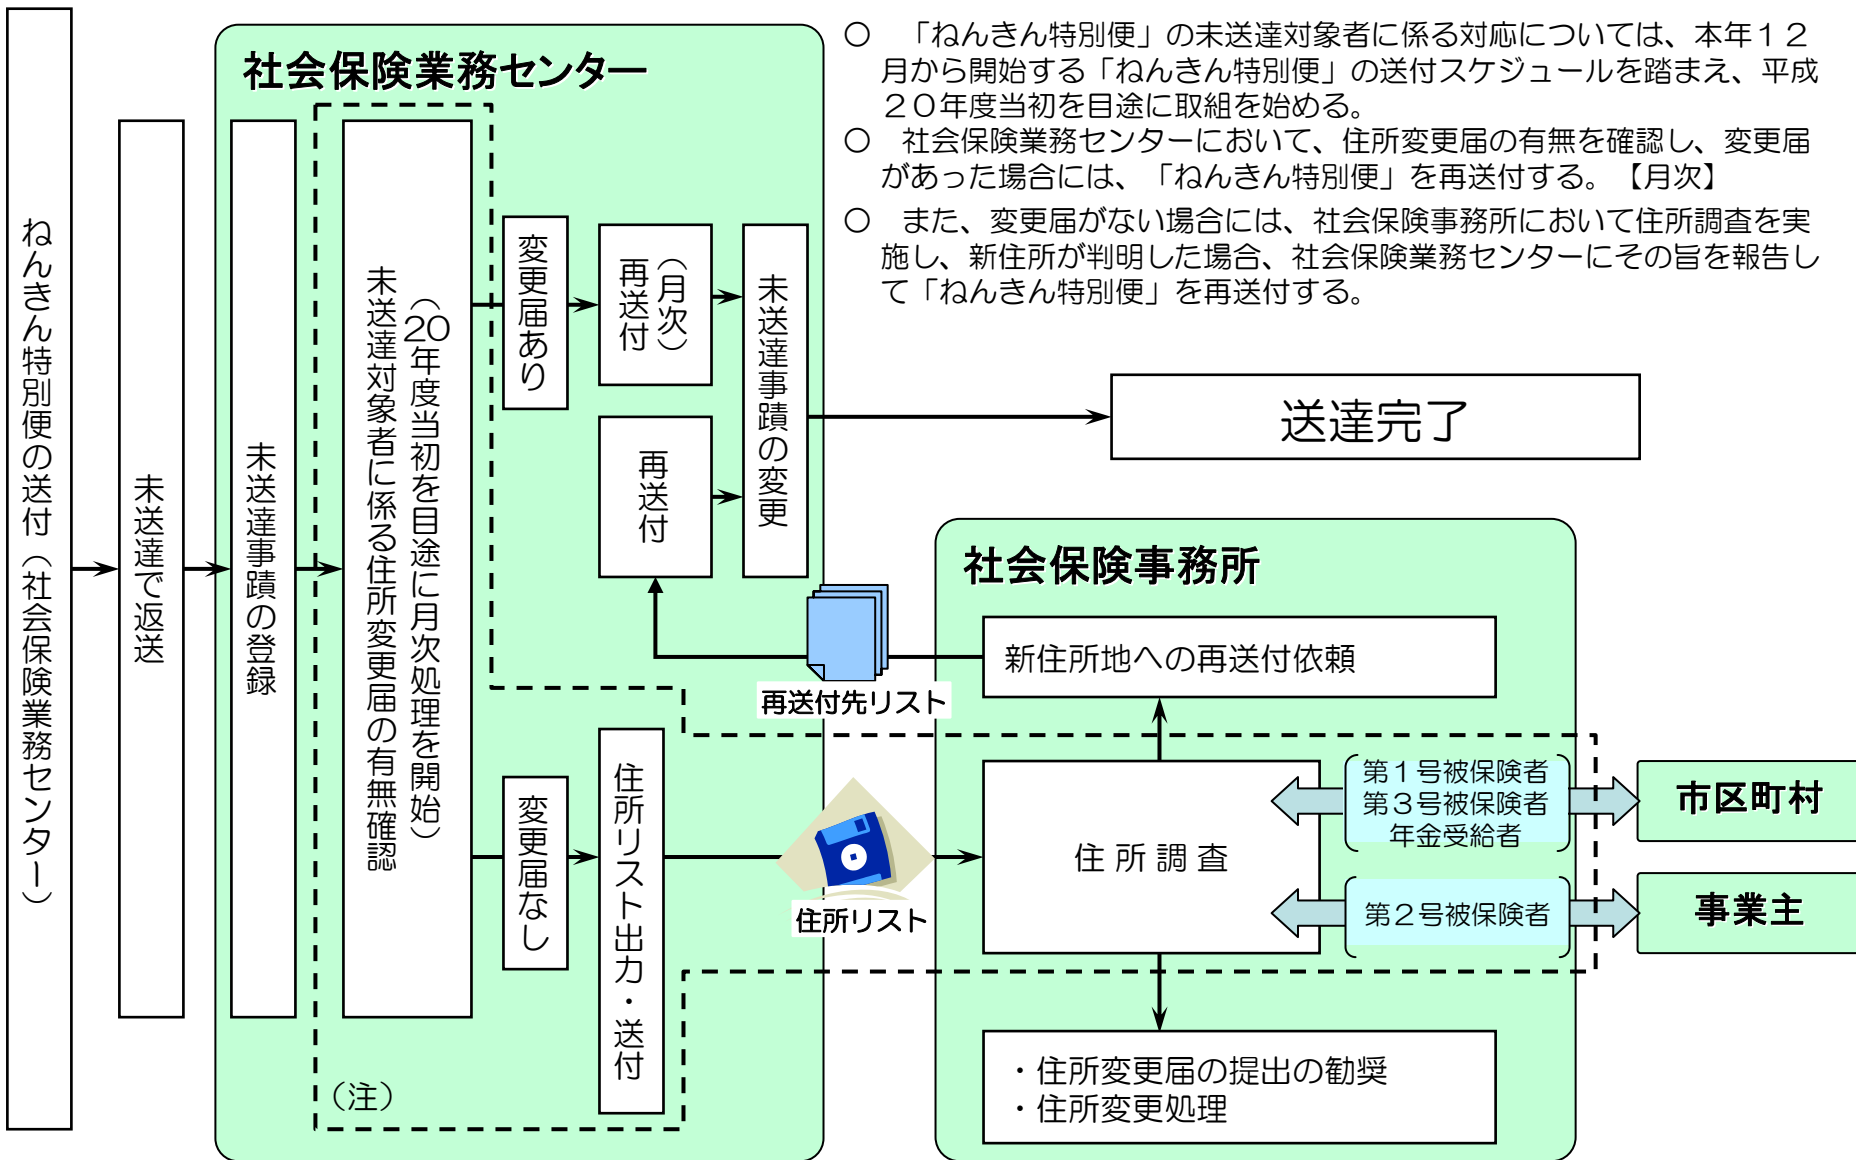 ○　「ねんきん特別便」の未送達対象者に係る対応については、本年１２
月から開始する「ねんきん特別便」の送付スケジュールを踏まえ、平成
２０年度当初を目途に取組を始める。
○　社会保険業務センターにおいて、住所変更届の有無を確認し、変更届
があった場合には、「ねんきん特別便」を再送付する。【月次】
○　また、変更届がない場合には、社会保険事務所において住所調査を実
施し、新住所が判明した場合、社会保険業務センターにその旨を報告し
て「ねんきん特別便」を再送付する。
ねんきん特別便の送付（社会保険業務センター）
未送達で返送
社会保険業務センター
未送達事蹟の登録
（20年度当初を目途に月次処理を開始）
未送達対象者に係る住所変更届の有無確認
変更届あり
（月次）
再送付
未送達事蹟の変更
再送付
送達完了
変更届なし
住所リスト出力・送付
（注）
再送付先リスト
住所リスト
社会保険事務所
新住所地への再送付依頼
住所調査
第１号被保険者
第３号被保険者
年金受給者
市区町村
第２号被保険者
事業主
・住所変更届の提出の勧奨
・住所変更処理